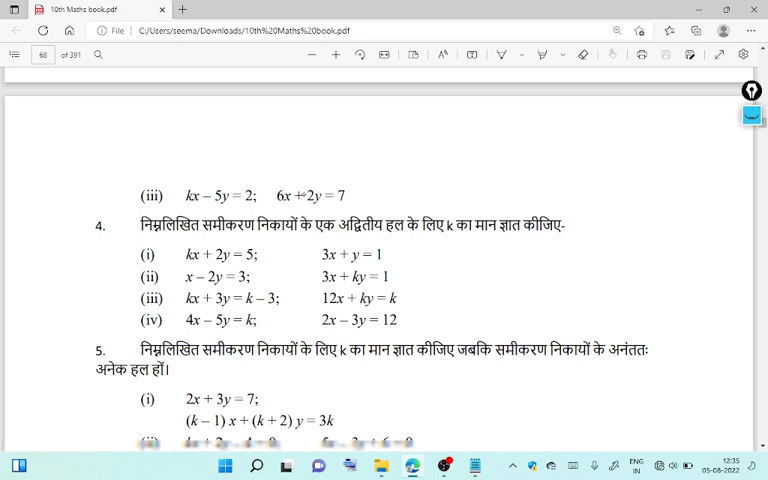 10th Maths book.pdf
File C:/Users/seema/Downloads/10th%20Maths%20book.pdf
68 of 391
(iii) kx – 5y = 2; 6x + 2y = 7
4. निम्नलिखित समीकरण निकायों के एक अद्वितीय हल के लिए k का मान ज्ञात कीजिए-
(i) kx + 2y = 5; 3x + y = 1
(ii) x – 2y = 3; 3x + ky = 1
(iii) kx + 3y = k – 3; 12x + ky = k
(iv) 4x – 5y = k; 2x – 3y = 12
5. निम्नलिखित समीकरण निकायों के लिए k का मान ज्ञात कीजिए जबकि समीकरण निकायों के अनंततः
अनेक हल हों।
(i) 2x + 3y = 7;
(k – 1) x + (k + 2) y = 3k
ENG
IN
12:35
05-08-2022